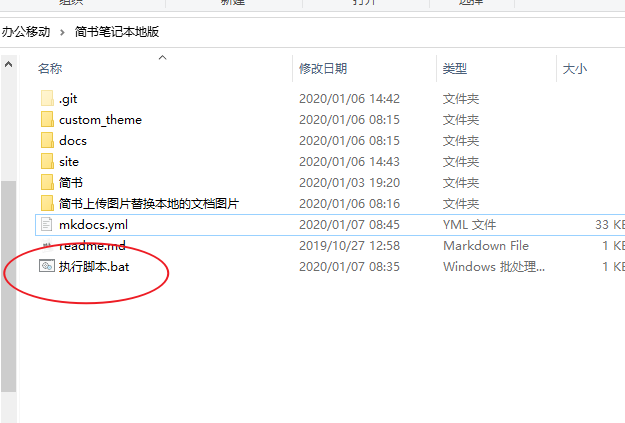 组织 新建 打开 选择
办公移动 > 简书笔记本地版
名称 修改日期 类型 大小
.git 2020/01/06 14:42 文件夹
custom_theme 2020/01/06 08:15 文件夹
docs 2020/01/06 08:15 文件夹
site 2020/01/06 14:43 文件夹
简书 2020/01/03 19:20 文件夹
简书上传图片替换本地的文档图片 2020/01/06 08:16 文件夹
mkdocs.yml 2020/01/07 08:45 YML 文件 33 KB
readme.md 2019/10/27 12:58 Markdown File 1 KB
执行脚本.bat 2020/01/07 08:35 Windows 批处理... 1 KB